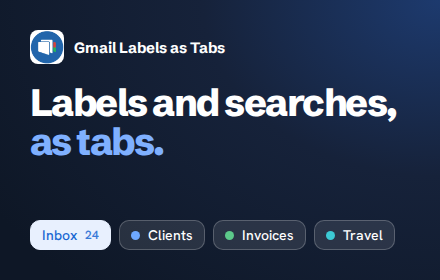 Gmail Labels as Tabs
Labels and searches,
as tabs.
Inbox 24 Clients Invoices Travel